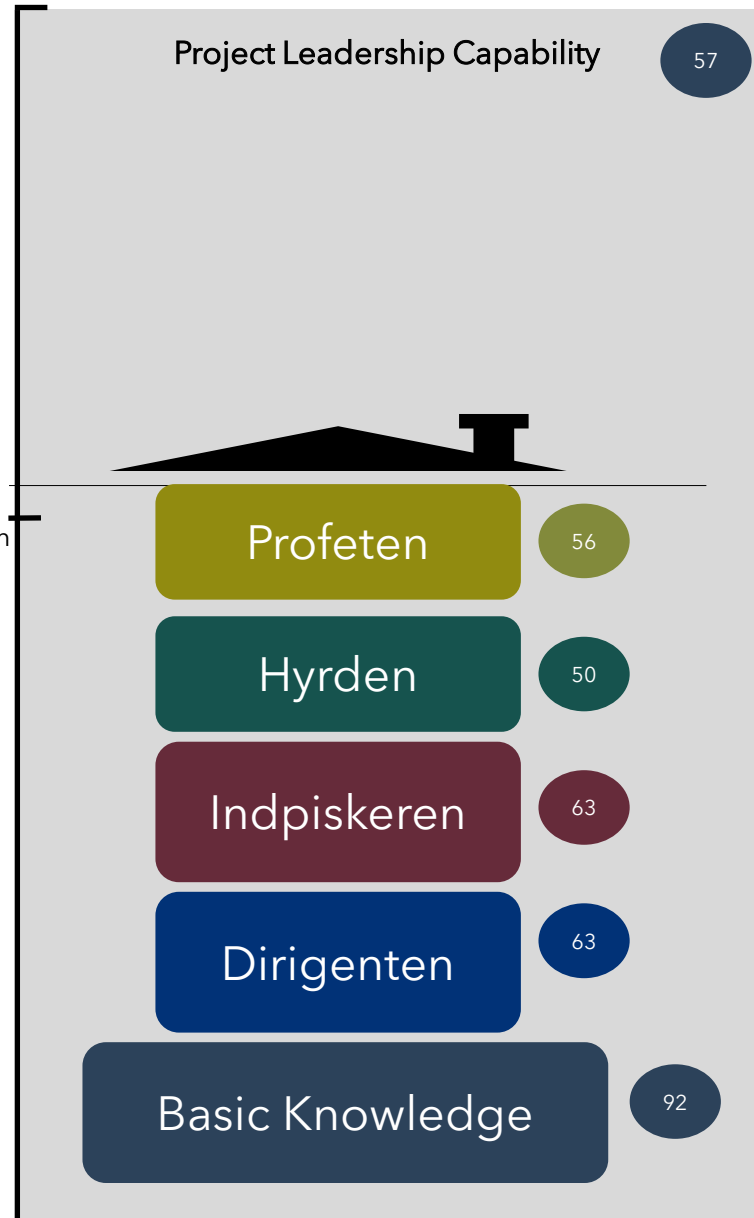 Project Leadership Capability
57
Profeten
56
Hyrden
50
Indpiskeren
63
Dirigenten
63
Basic Knowledge
92